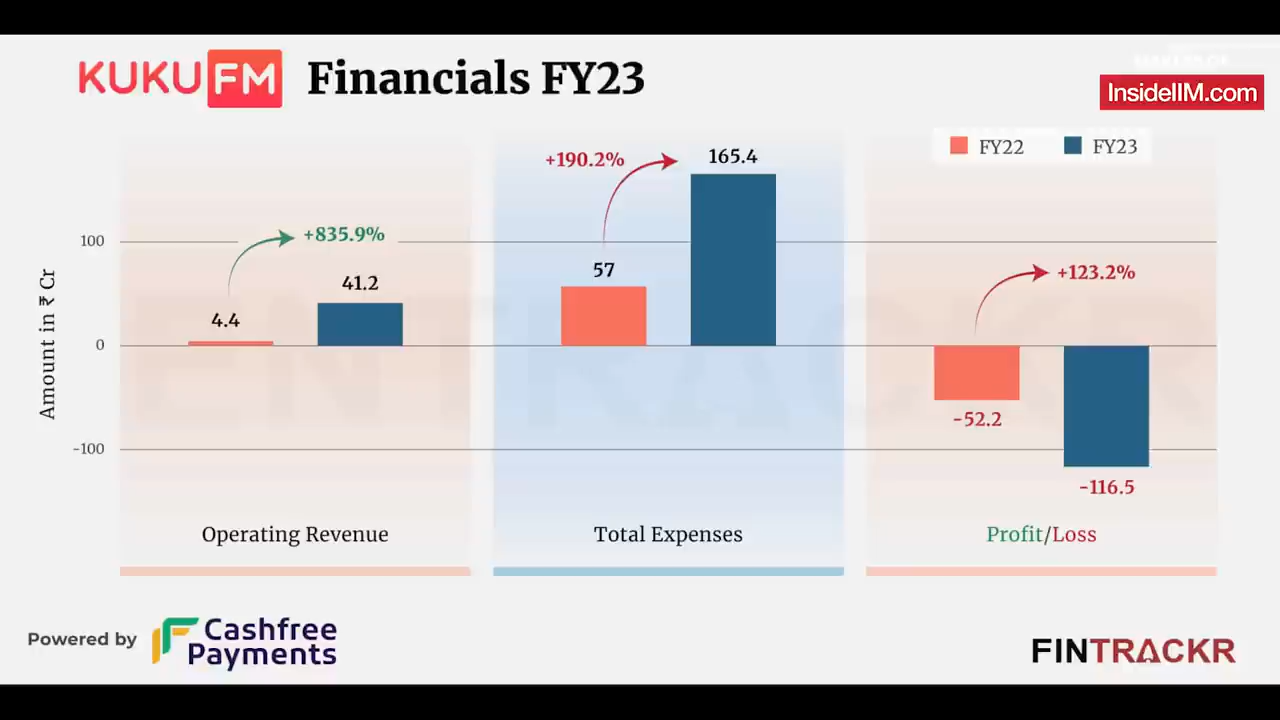 KUKU FM Financials FY23
InsideIIM.com
FY22 FY23
Amount in ₹ Cr
100
0
-100
4.4
+835.9%
41.2
Operating Revenue
57
+190.2%
165.4
Total Expenses
-52.2
+123.2%
-116.5
Profit/Loss
ENTRACKR
Powered by Cashfree Payments
FINTRACKR